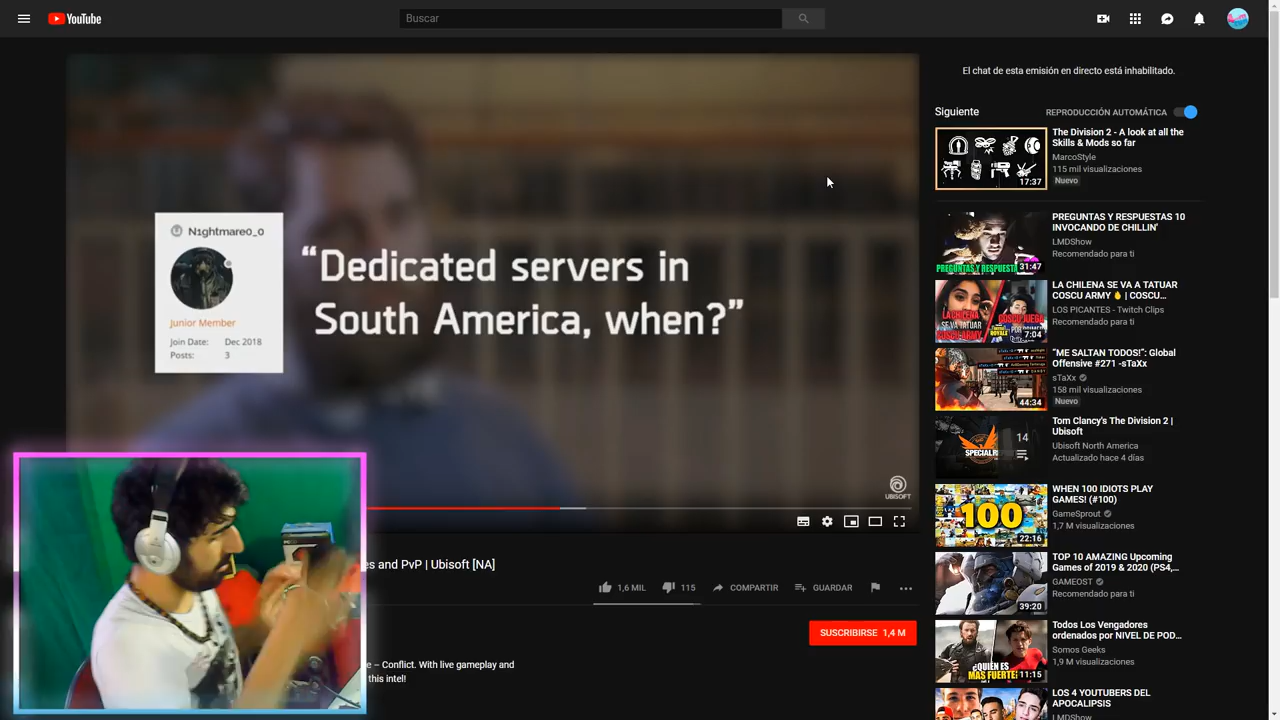 YouTube
Buscar
N1ghtmare0_0
Junior Member
Join Date: Dec 2018
Posts: 3
“Dedicated servers in
South America, when?”
UBISOFT
es and PvP | Ubisoft [NA]
1,6 MIL
115
COMPARTIR
GUARDAR
SUSCRIBIRSE 1,4 M
e – Conflict. With live gameplay and
this intel!
El chat de esta emisión en directo está inhabilitado.
Siguiente
REPRODUCCIÓN AUTOMÁTICA
17:37
The Division 2 - A look at all the
Skills & Mods so far
MarcoStyle
115 mil visualizaciones
Nuevo
PREGUNTAS Y RESPUESTAS
31:47
PREGUNTAS Y RESPUESTAS 10
INVOCANDO DE CHILLIN'
LMDShow
Recomendado para ti
7:04
LA CHILENA SE VA A TATUAR
COSCU ARMY | COSCU...
LOS PICANTES - Twitch Clips
Recomendado para ti
44:34
"ME SALTAN TODOS!": Global
Offensive #271 -sTaXx
sTaXx
158 mil visualizaciones
Nuevo
14
Tom Clancy's The Division 2 |
Ubisoft
Ubisoft North America
Actualizado hace 4 días
100
22:16
WHEN 100 IDIOTS PLAY
GAMES! (#100)
GameSprout
1,7 M visualizaciones
39:20
TOP 10 AMAZING Upcoming
Games of 2019 & 2020 (PS4,...
GAMEOST
Recomendado para ti
¿QUIÉN ES
MAS FUERTE?
11:15
Todos Los Vengadores
ordenados por NIVEL DE POD...
Somos Geeks
1,9 M visualizaciones
LOS 4 YOUTUBERS DEL
APOCALIPSIS
LMDShow